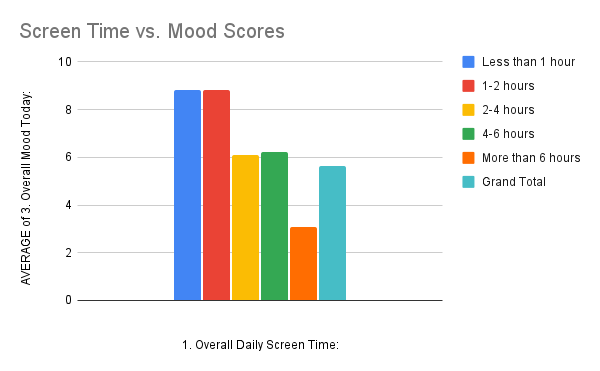 Screen Time vs. Mood Scores
AVERAGE of 3. Overall Mood Today:
10
8
6
4
2
0
Less than 1 hour
1-2 hours
2-4 hours
4-6 hours
More than 6 hours
Grand Total
1. Overall Daily Screen Time: